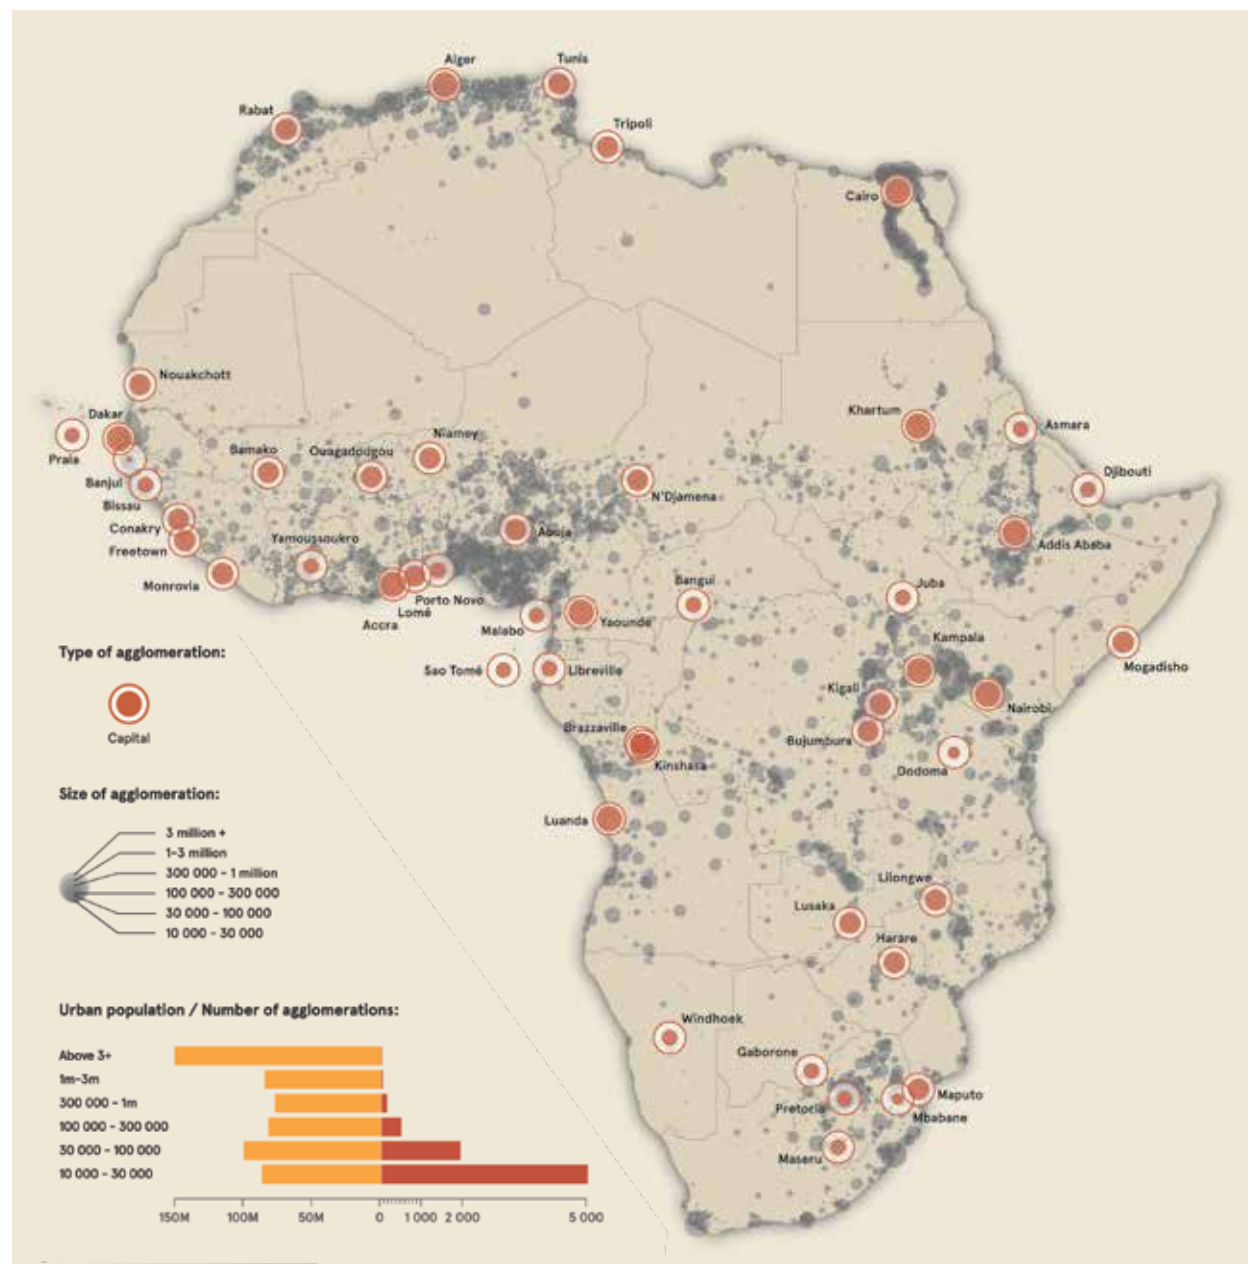 Alger
Tunis
Rabat
Tripoli
Cairo
Nouakchott
Dakar
Praia
Banjul
Bissau
Conakry
Freetown
Monrovia
Bamako
Ouagadougou
Niamey
Yamoussoukro
Accra
Lomé
Porto Novo
Abuja
N'Djamena
Khartum
Asmara
Djibouti
Addis Ababa
Juba
Bangui
Malabo
Yaounde
Sao Tomé
Libreville
Kampala
Mogadisho
Kigali
Nairobi
Brazzaville
Kinshasa
Bujumbura
Dodoma
Luanda
Lilongwe
Lusaka
Harare
Windhoek
Gaborone
Pretoria
Maputo
Mbabane
Maseru
Type of agglomeration:
Capital
Size of agglomeration:
3 million +
1-3 million
300 000 - 1 million
100 000 - 300 000
30 000 - 100 000
10 000 - 30 000
Urban population / Number of agglomerations:
Above 3+
1m-3m
300 000 - 1m
100 000 - 300 000
30 000 - 100 000
10 000 - 30 000
150M 100M 50M 0 1 000 2 000 5 000